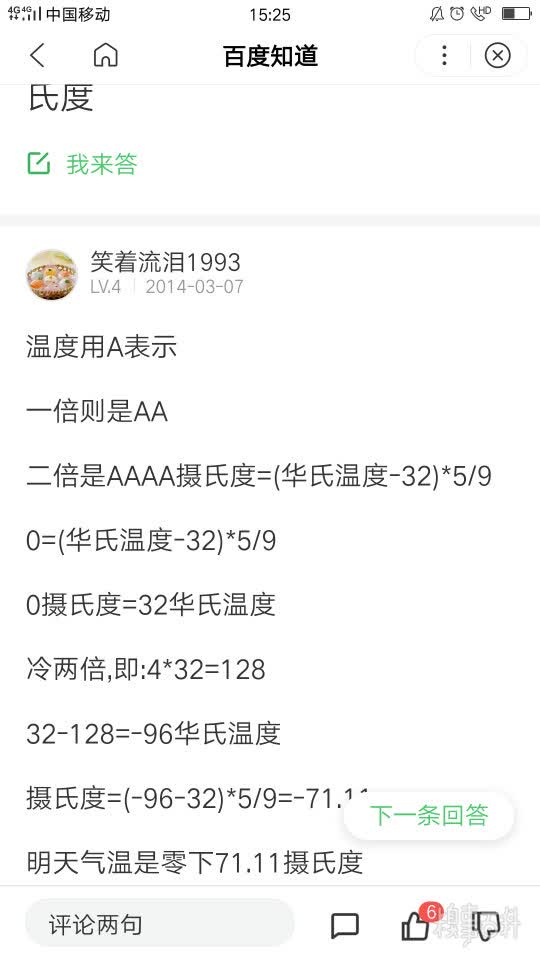 4G 4G 中国移动 15:25 HD
百度知道
氏度
我来答
笑着流泪1993
LV.4 2014-03-07
温度用A表示
一倍则是AA
二倍是AAAA摄氏度=(华氏温度-32)*5/9
0=(华氏温度-32)*5/9
0摄氏度=32华氏温度
冷两倍,即:4*32=128
32-128=-96华氏温度
摄氏度=(-96-32)*5/9=-71.11
下一条回答
明天气温是零下71.11摄氏度
评论两句
6